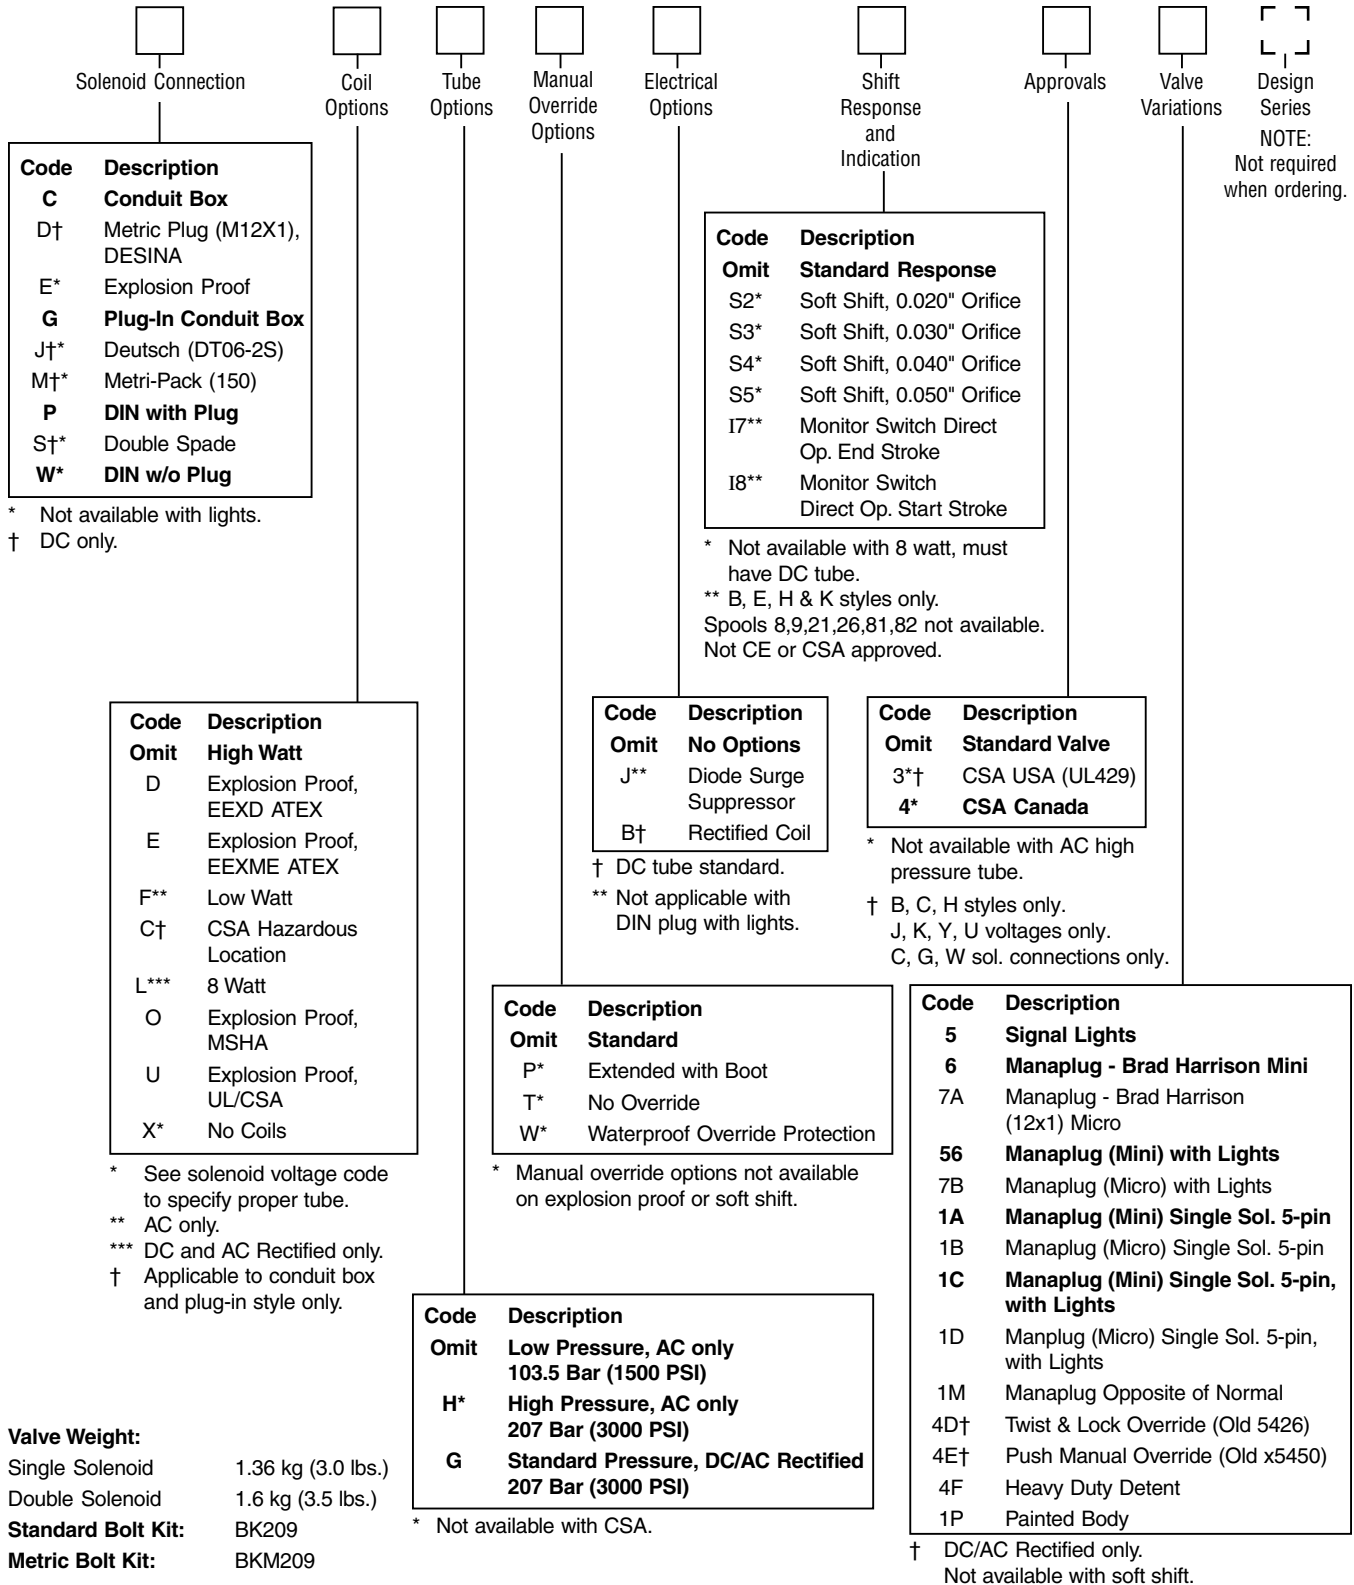 Solenoid Connection
Coil
Options
Tube
Options
Manual
Override
Options
Electrical
Options
Shift
Response
and
Indication
Approvals
Valve
Variations
Design
Series
NOTE:
Not required
when ordering.
Code Description
C Conduit Box
D† Metric Plug (M12X1),
DESINA
E* Explosion Proof
G Plug-In Conduit Box
J†* Deutsch (DT06-2S)
M†* Metri-Pack (150)
P DIN with Plug
S†* Double Spade
W* DIN w/o Plug
* Not available with lights.
† DC only.
Code Description
Omit Standard Response
S2* Soft Shift, 0.020" Orifice
S3* Soft Shift, 0.030" Orifice
S4* Soft Shift, 0.040" Orifice
S5* Soft Shift, 0.050" Orifice
I7** Monitor Switch Direct
Op. End Stroke
I8** Monitor Switch
Direct Op. Start Stroke
* Not available with 8 watt, must
have DC tube.
** B, E, H & K styles only.
Spools 8,9,21,26,81,82 not available.
Not CE or CSA approved.
Code Description
Omit High Watt
D Explosion Proof,
EEXD ATEX
E Explosion Proof,
EEXME ATEX
F** Low Watt
C† CSA Hazardous
Location
L*** 8 Watt
O Explosion Proof,
MSHA
U Explosion Proof,
UL/CSA
X* No Coils
* See solenoid voltage code
to specify proper tube.
** AC only.
*** DC and AC Rectified only.
† Applicable to conduit box
and plug-in style only.
Code Description
Omit No Options
J** Diode Surge
Suppressor
B† Rectified Coil
† DC tube standard.
** Not applicable with
DIN plug with lights.
Code Description
Omit Standard Valve
3*† CSA USA (UL429)
4* CSA Canada
* Not available with AC high
pressure tube.
† B, C, H styles only.
J, K, Y, U voltages only.
C, G, W sol. connections only.
Code Description
Omit Standard
P* Extended with Boot
T* No Override
W* Waterproof Override Protection
* Manual override options not available
on explosion proof or soft shift.
Code Description
5 Signal Lights
6 Manaplug - Brad Harrison Mini
7A Manaplug - Brad Harrison
(12x1) Micro
56 Manaplug (Mini) with Lights
7B Manaplug (Micro) with Lights
1A Manaplug (Mini) Single Sol. 5-pin
1B Manaplug (Micro) Single Sol. 5-pin
1C Manaplug (Mini) Single Sol. 5-pin,
with Lights
1D Manplug (Micro) Single Sol. 5-pin,
with Lights
1M Manaplug Opposite of Normal
4D† Twist & Lock Override (Old 5426)
4E† Push Manual Override (Old x5450)
4F Heavy Duty Detent
1P Painted Body
† DC/AC Rectified only.
Not available with soft shift.
Code Description
Omit Low Pressure, AC only
103.5 Bar (1500 PSI)
H* High Pressure, AC only
207 Bar (3000 PSI)
G Standard Pressure, DC/AC Rectified
207 Bar (3000 PSI)
* Not available with CSA.
Valve Weight:
Single Solenoid 1.36 kg (3.0 lbs.)
Double Solenoid 1.6 kg (3.5 lbs.)
Standard Bolt Kit: BK209
Metric Bolt Kit: BKM209